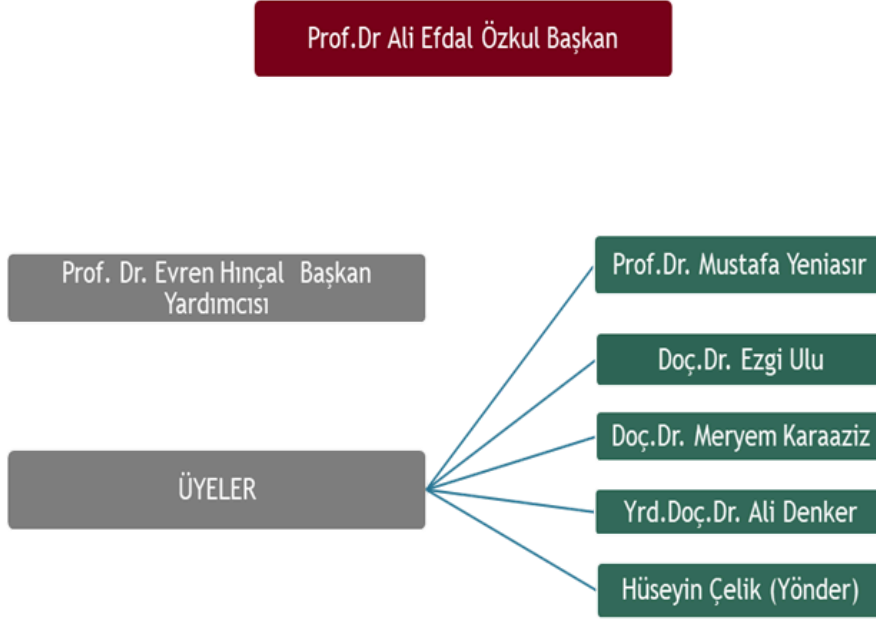 Prof.Dr Ali Efdal Özkul Başkan
Prof. Dr. Evren Hınçal  Başkan
Yardımcısı
ÜYELER
Prof.Dr. Mustafa Yeniasır
Doç.Dr. Ezgi Ulu
Doç.Dr. Meryem Karaaziz
Yrd.Doç.Dr. Ali Denker
Hüseyin Çelik (Yönder)